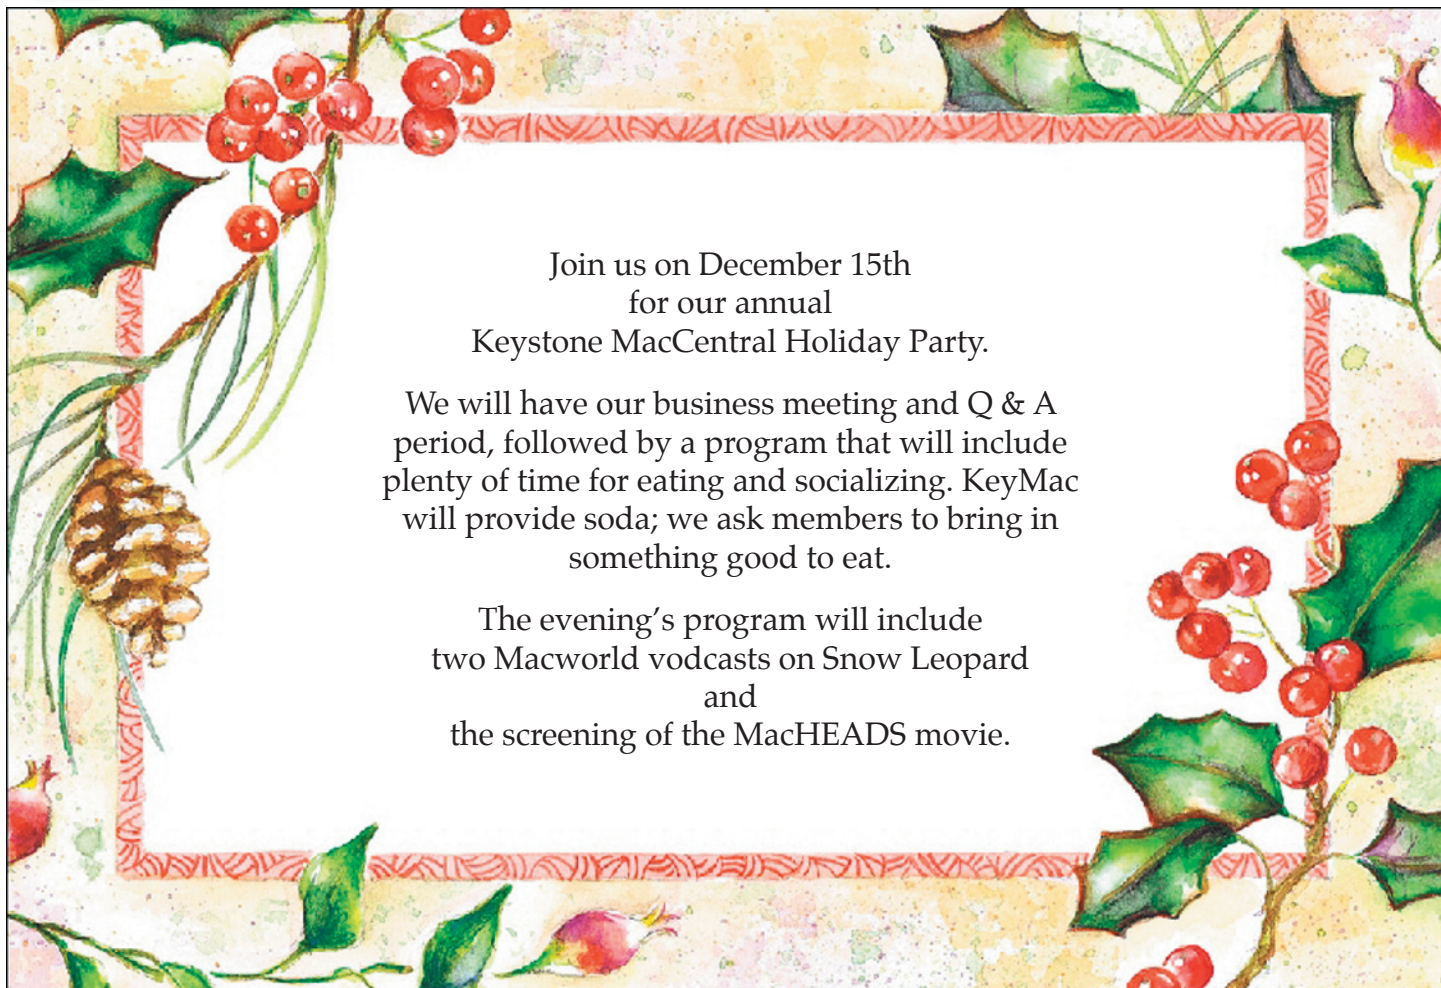 Join us on December 15th
for our annual
Keystone MacCentral Holiday Party.
We will have our business meeting and Q & A
period, followed by a program that will include
plenty of time for eating and socializing. KeyMac
will provide soda; we ask members to bring in
something good to eat.
The evening’s program will include
two Macworld vodcasts on Snow Leopard
and
the screening of the MacHEADS movie.